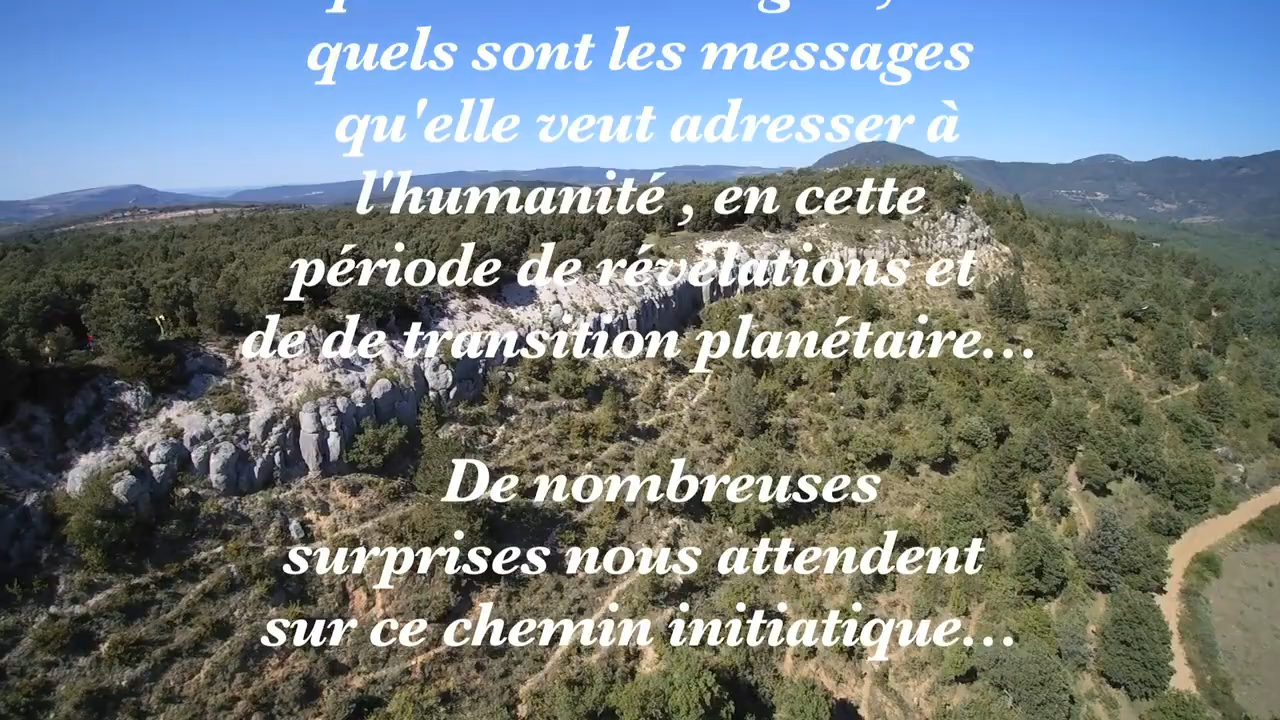 quels sont les messages
qu'elle veut adresser à
l'humanité , en cette
période de révélations et
de de transition planétaire...
De nombreuses
surprises nous attendent
sur ce chemin initiatique...